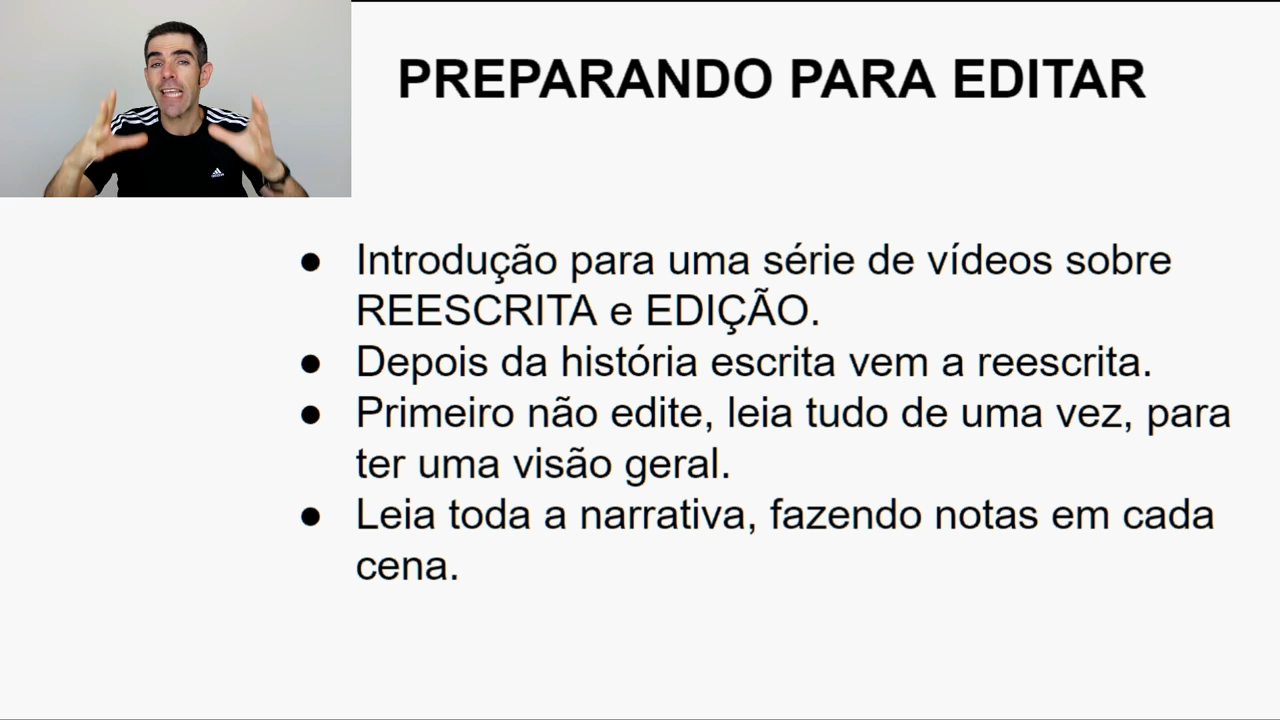 PREPARANDO PARA EDITAR
● Introdução para uma série de vídeos sobre
REESCRITA e EDIÇÃO.
● Depois da história escrita vem a reescrita.
● Primeiro não edite, leia tudo de uma vez, para
ter uma visão geral.
● Leia toda a narrativa, fazendo notas em cada
cena.